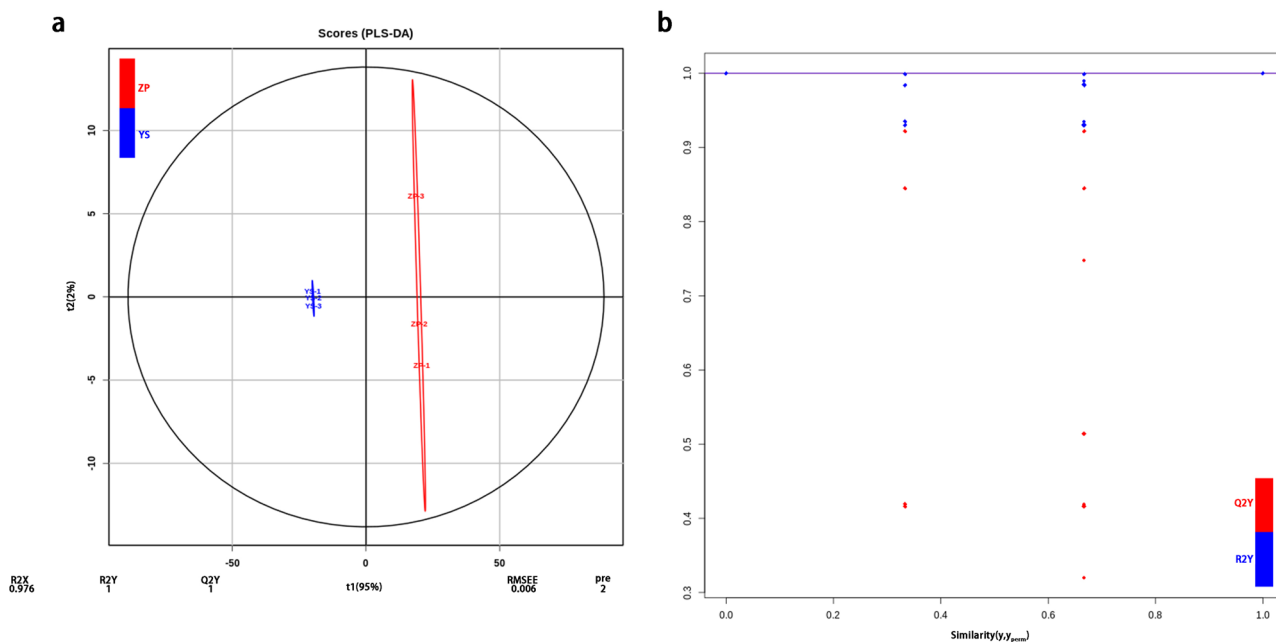 a
Scores (PLS-DA)
ZP
YS
10
5
0
-5
-10
t2(2%)
ZP-3
YS-1
YS-2
YS-3
ZP-2
ZP-1
-50
0
50
t1(95%)
R2X
0.976
R2Y
1
Q2Y
1
RMSEE
0.006
pre
2
b
1.0
0.9
0.8
0.7
0.6
0.5
0.4
0.3
Q2Y
R2Y
0.0
0.2
0.4
0.6
0.8
1.0
Similarity(y,yperm)